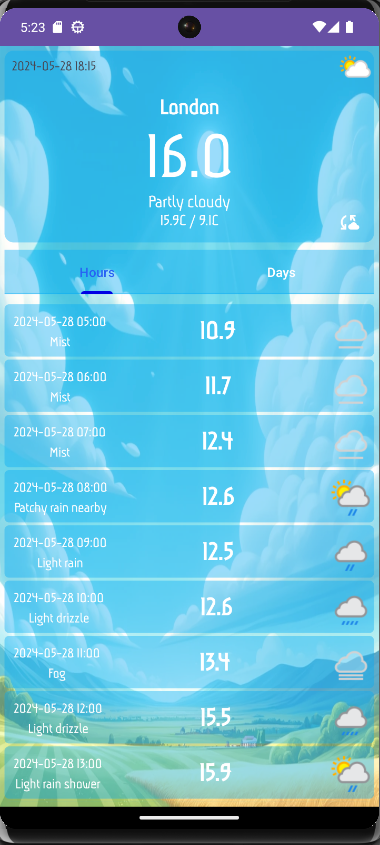 5:23
2024-05-28 18:15
London
16.0
Partly cloudy
15.9C / 9.1C
Hours Days
2024-05-28 05:00
Mist
10.9
2024-05-28 06:00
Mist
11.7
2024-05-28 07:00
Mist
12.4
2024-05-28 08:00
Patchy rain nearby
12.6
2024-05-28 09:00
Light rain
12.5
2024-05-28 10:00
Light drizzle
12.6
2024-05-28 11:00
Fog
13.4
2024-05-28 12:00
Light drizzle
15.5
2024-05-28 13:00
Light rain shower
15.9